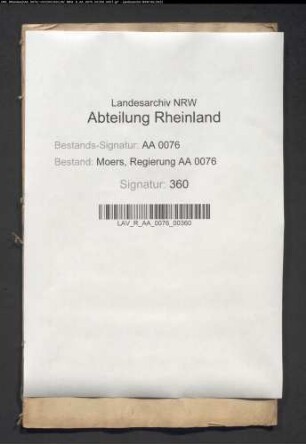 Landesarchiv NRW
Abteilung Rheinland
Bestands-Signatur: AA 0076
Bestand: Moers, Regierung AA 0076
Signatur: 360
LAV_R_AA_0076_00360